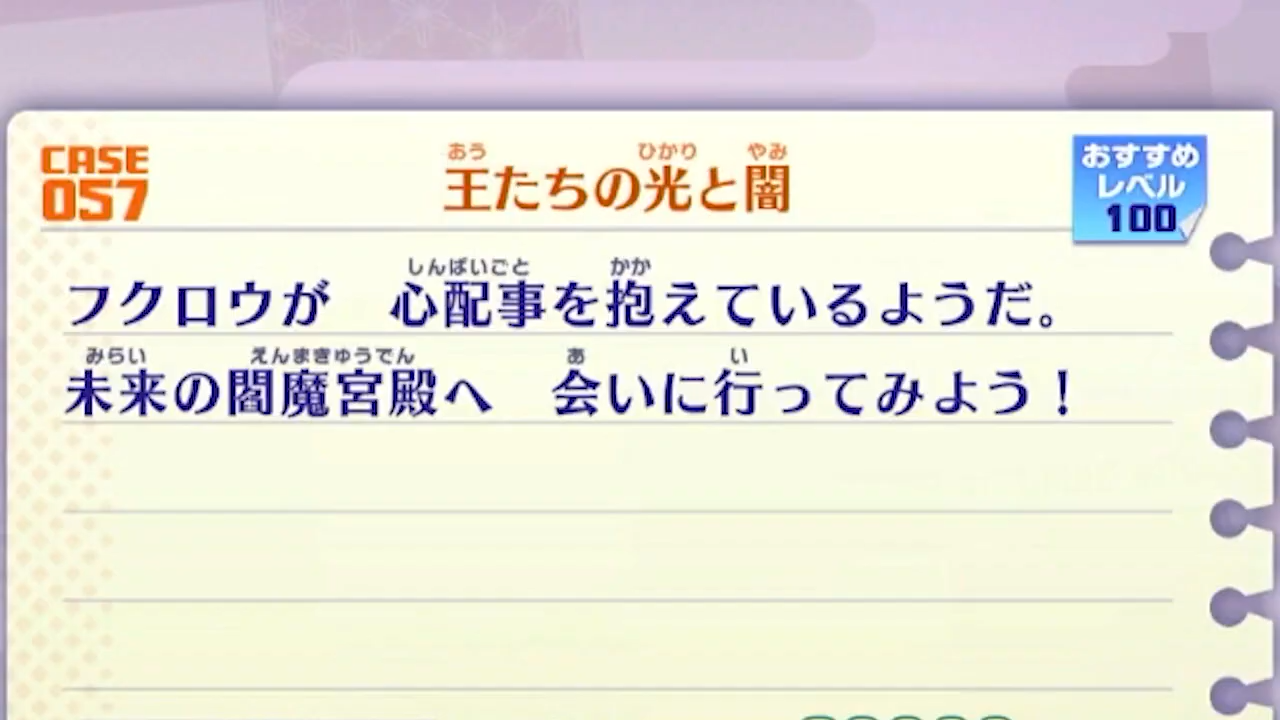 CASE
057
王たちの光と闇
おう ひかり やみ
おすすめ
レベル
100
しんぱいごと かか
フクロウが 心配事を抱えているようだ。
みらい えんまきゅうでん あ い
未来の閻魔宮殿へ 会いに行ってみよう!